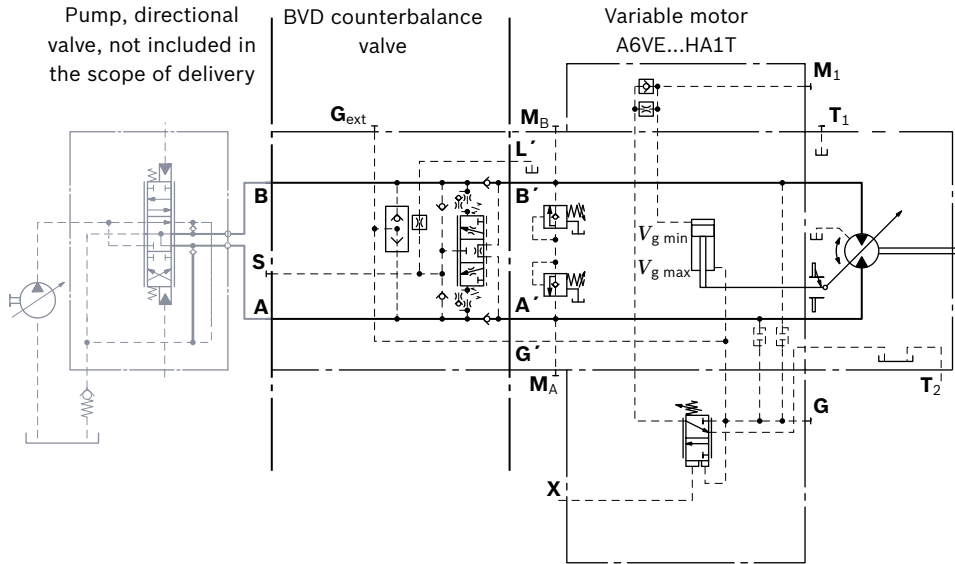 Pump, directional
valve, not included in
the scope of delivery
BVD counterbalance
valve
Variable motor
A6VE...HA1T
M1
Gext
MB
T1
L´
B
B´
Vg min
S
Vg max
A
A´
G´
MA
T2
G
X